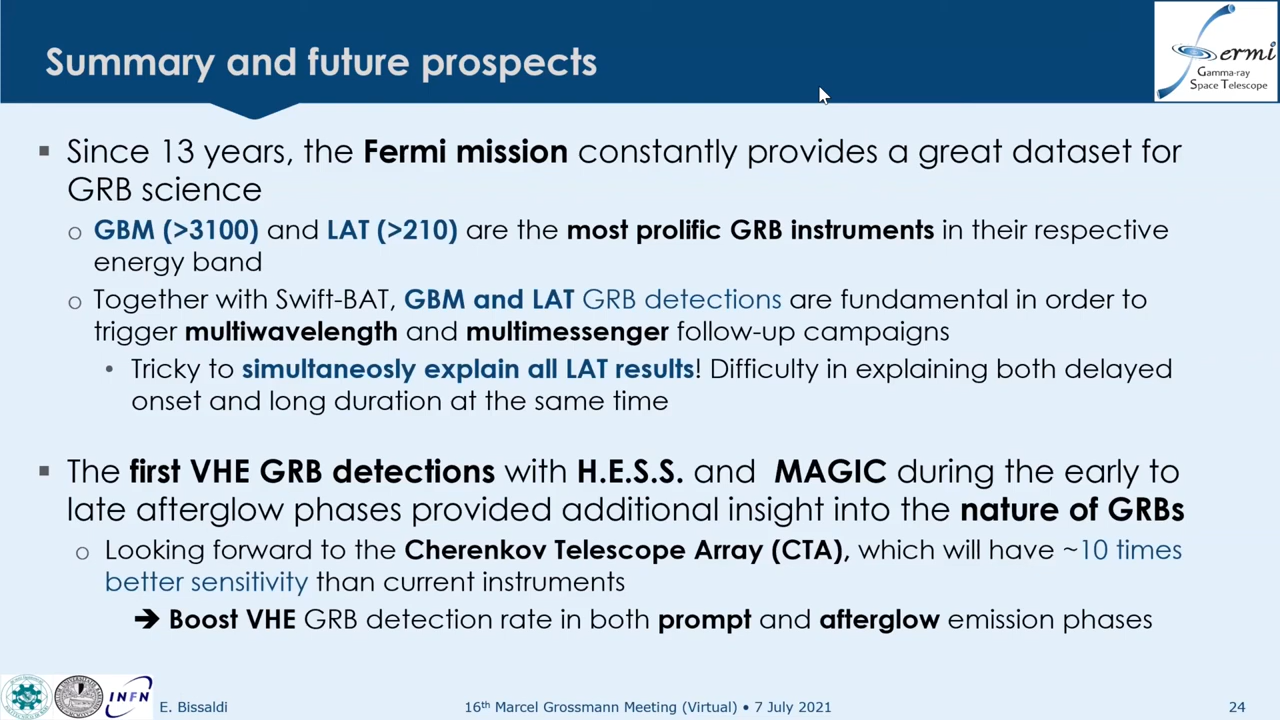 Summary and future prospects
Fermi
Gamma-ray
Space Telescope
▪ Since 13 years, the Fermi mission constantly provides a great dataset for
GRB science
o GBM (>3100) and LAT (>210) are the most prolific GRB instruments in their respective
energy band
o Together with Swift-BAT, GBM and LAT GRB detections are fundamental in order to
trigger multiwavelength and multimessenger follow-up campaigns
• Tricky to simultaneosly explain all LAT results! Difficulty in explaining both delayed
onset and long duration at the same time
▪ The first VHE GRB detections with H.E.S.S. and MAGIC during the early to
late afterglow phases provided additional insight into the nature of GRBs
o Looking forward to the Cherenkov Telescope Array (CTA), which will have ~10 times
better sensitivity than current instruments
➔ Boost VHE GRB detection rate in both prompt and afterglow emission phases
INFN
E. Bissaldi
16th Marcel Grossmann Meeting (Virtual) • 7 July 2021
24